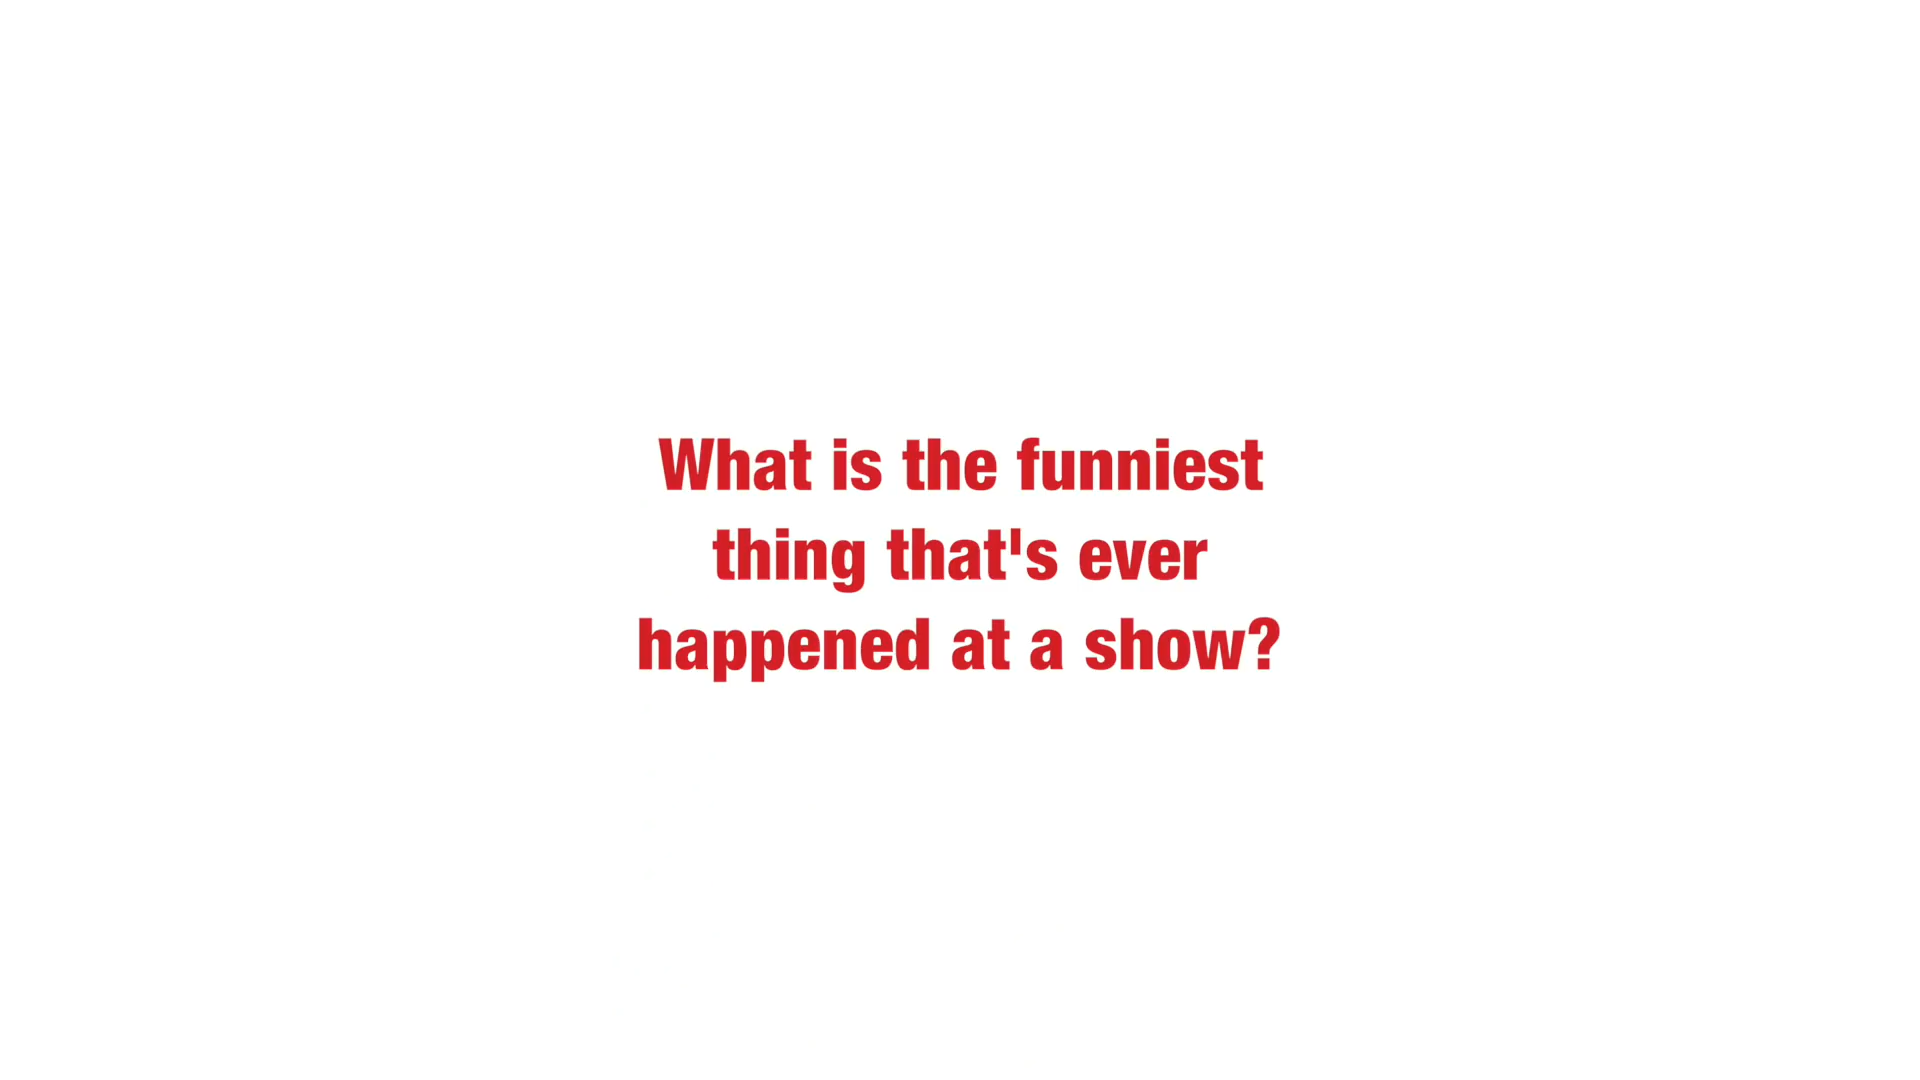 What is the funniest
thing that's ever
happened at a show?